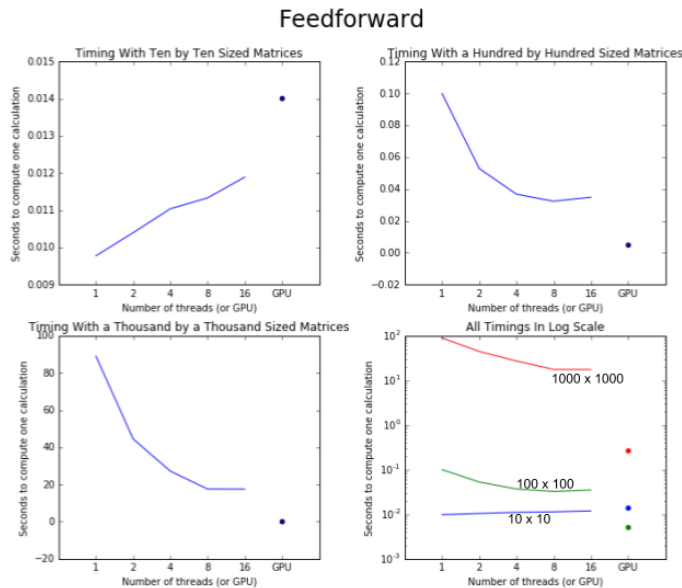 Feedforward
Timing With Ten by Ten Sized Matrices
0.015
0.014
0.013
0.012
0.011
0.010
0.009
Seconds to compute one calculation
1 2 4 8 16 GPU
Number of threads (or GPU)
Timing With a Hundred by Hundred Sized Matrices
0.12
0.10
0.08
0.06
0.04
0.02
0.00
−0.02
Seconds to compute one calculation
1 2 4 8 16 GPU
Number of threads (or GPU)
Timing With a Thousand by a Thousand Sized Matrices
100
80
60
40
20
0
−20
Seconds to compute one calculation
1 2 4 8 16 GPU
Number of threads (or GPU)
All Timings In Log Scale
10²
10¹
10⁰
10⁻¹
10⁻²
10⁻³
Seconds to compute one calculation
1000 x 1000
100 x 100
10 x 10
1 2 4 8 16 GPU
Number of threads (or GPU)